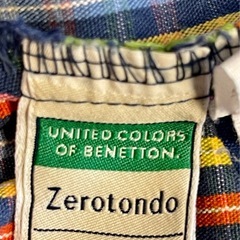 UNITED COLORS
OF BENETTON.
Zerotondo